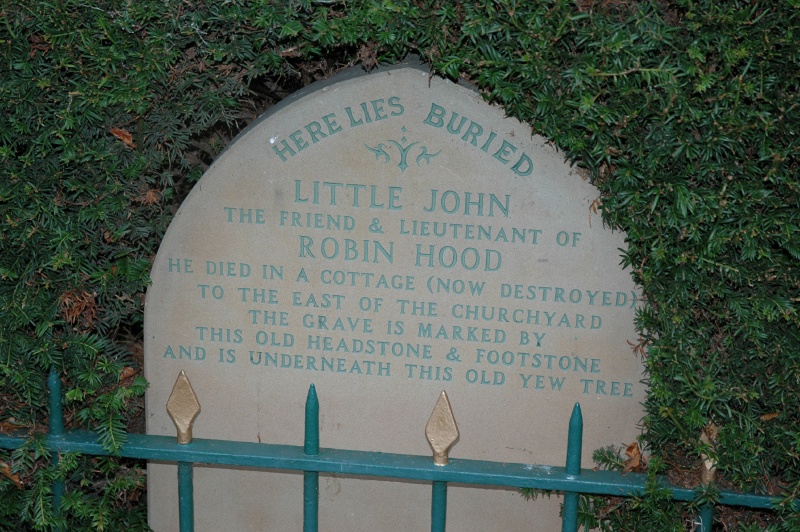 HERE LIES BURIED
LITTLE JOHN
THE FRIEND & LIEUTENANT OF
ROBIN HOOD
HE DIED IN A COTTAGE (NOW DESTROYED)
TO THE EAST OF THE CHURCHYARD
THE GRAVE IS MARKED BY
THIS OLD HEADSTONE & FOOTSTONE
AND IS UNDERNEATH THIS OLD YEW TREE